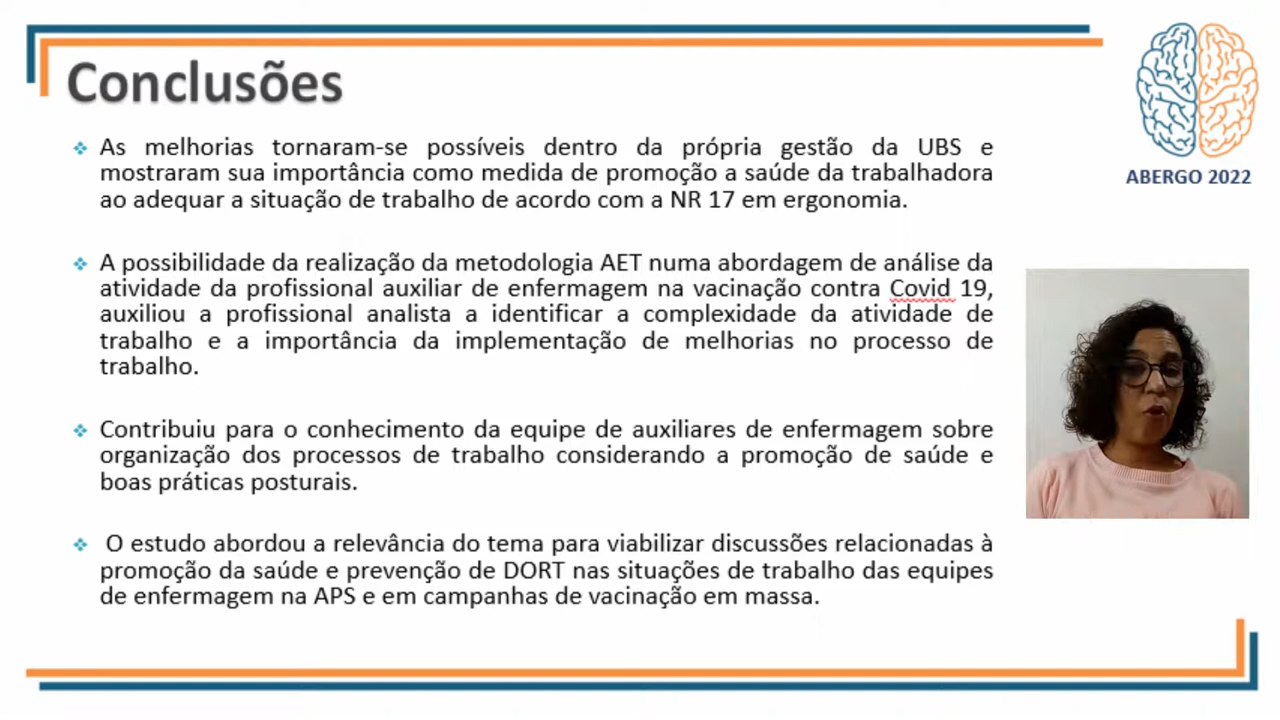 Conclusões
ABERGO 2022
As melhorias tornaram-se possíveis dentro da própria gestão da UBS e
mostraram sua importância como medida de promoção a saúde da trabalhadora
ao adequar a situação de trabalho de acordo com a NR 17 em ergonomia.
A possibilidade da realização da metodologia AET numa abordagem de análise da
atividade da profissional auxiliar de enfermagem na vacinação contra Covid 19,
auxiliou a profissional analista a identificar a complexidade da atividade de
trabalho e a importância da implementação de melhorias no processo de
trabalho.
Contribuiu para o conhecimento da equipe de auxiliares de enfermagem sobre
organização dos processos de trabalho considerando a promoção de saúde e
boas práticas posturais.
O estudo abordou a relevância do tema para viabilizar discussões relacionadas à
promoção da saúde e prevenção de DORT nas situações de trabalho das equipes
de enfermagem na APS e em campanhas de vacinação em massa.